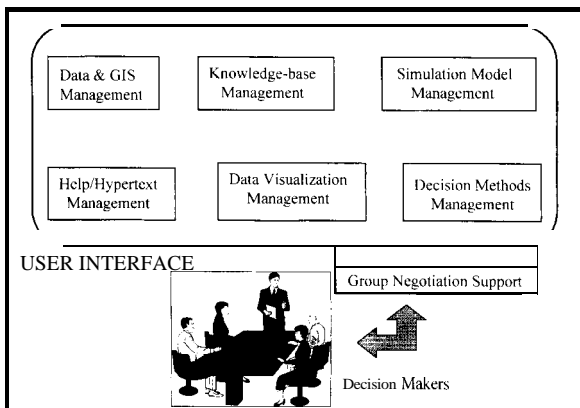 Data & GIS
Management
Knowledge-base
Management
Simulation Model
Management
Help/Hypertext
Management
Data Visualization
Management
Decision Methods
Management
USER INTERFACE
Group Negotiation Support
Decision Makers